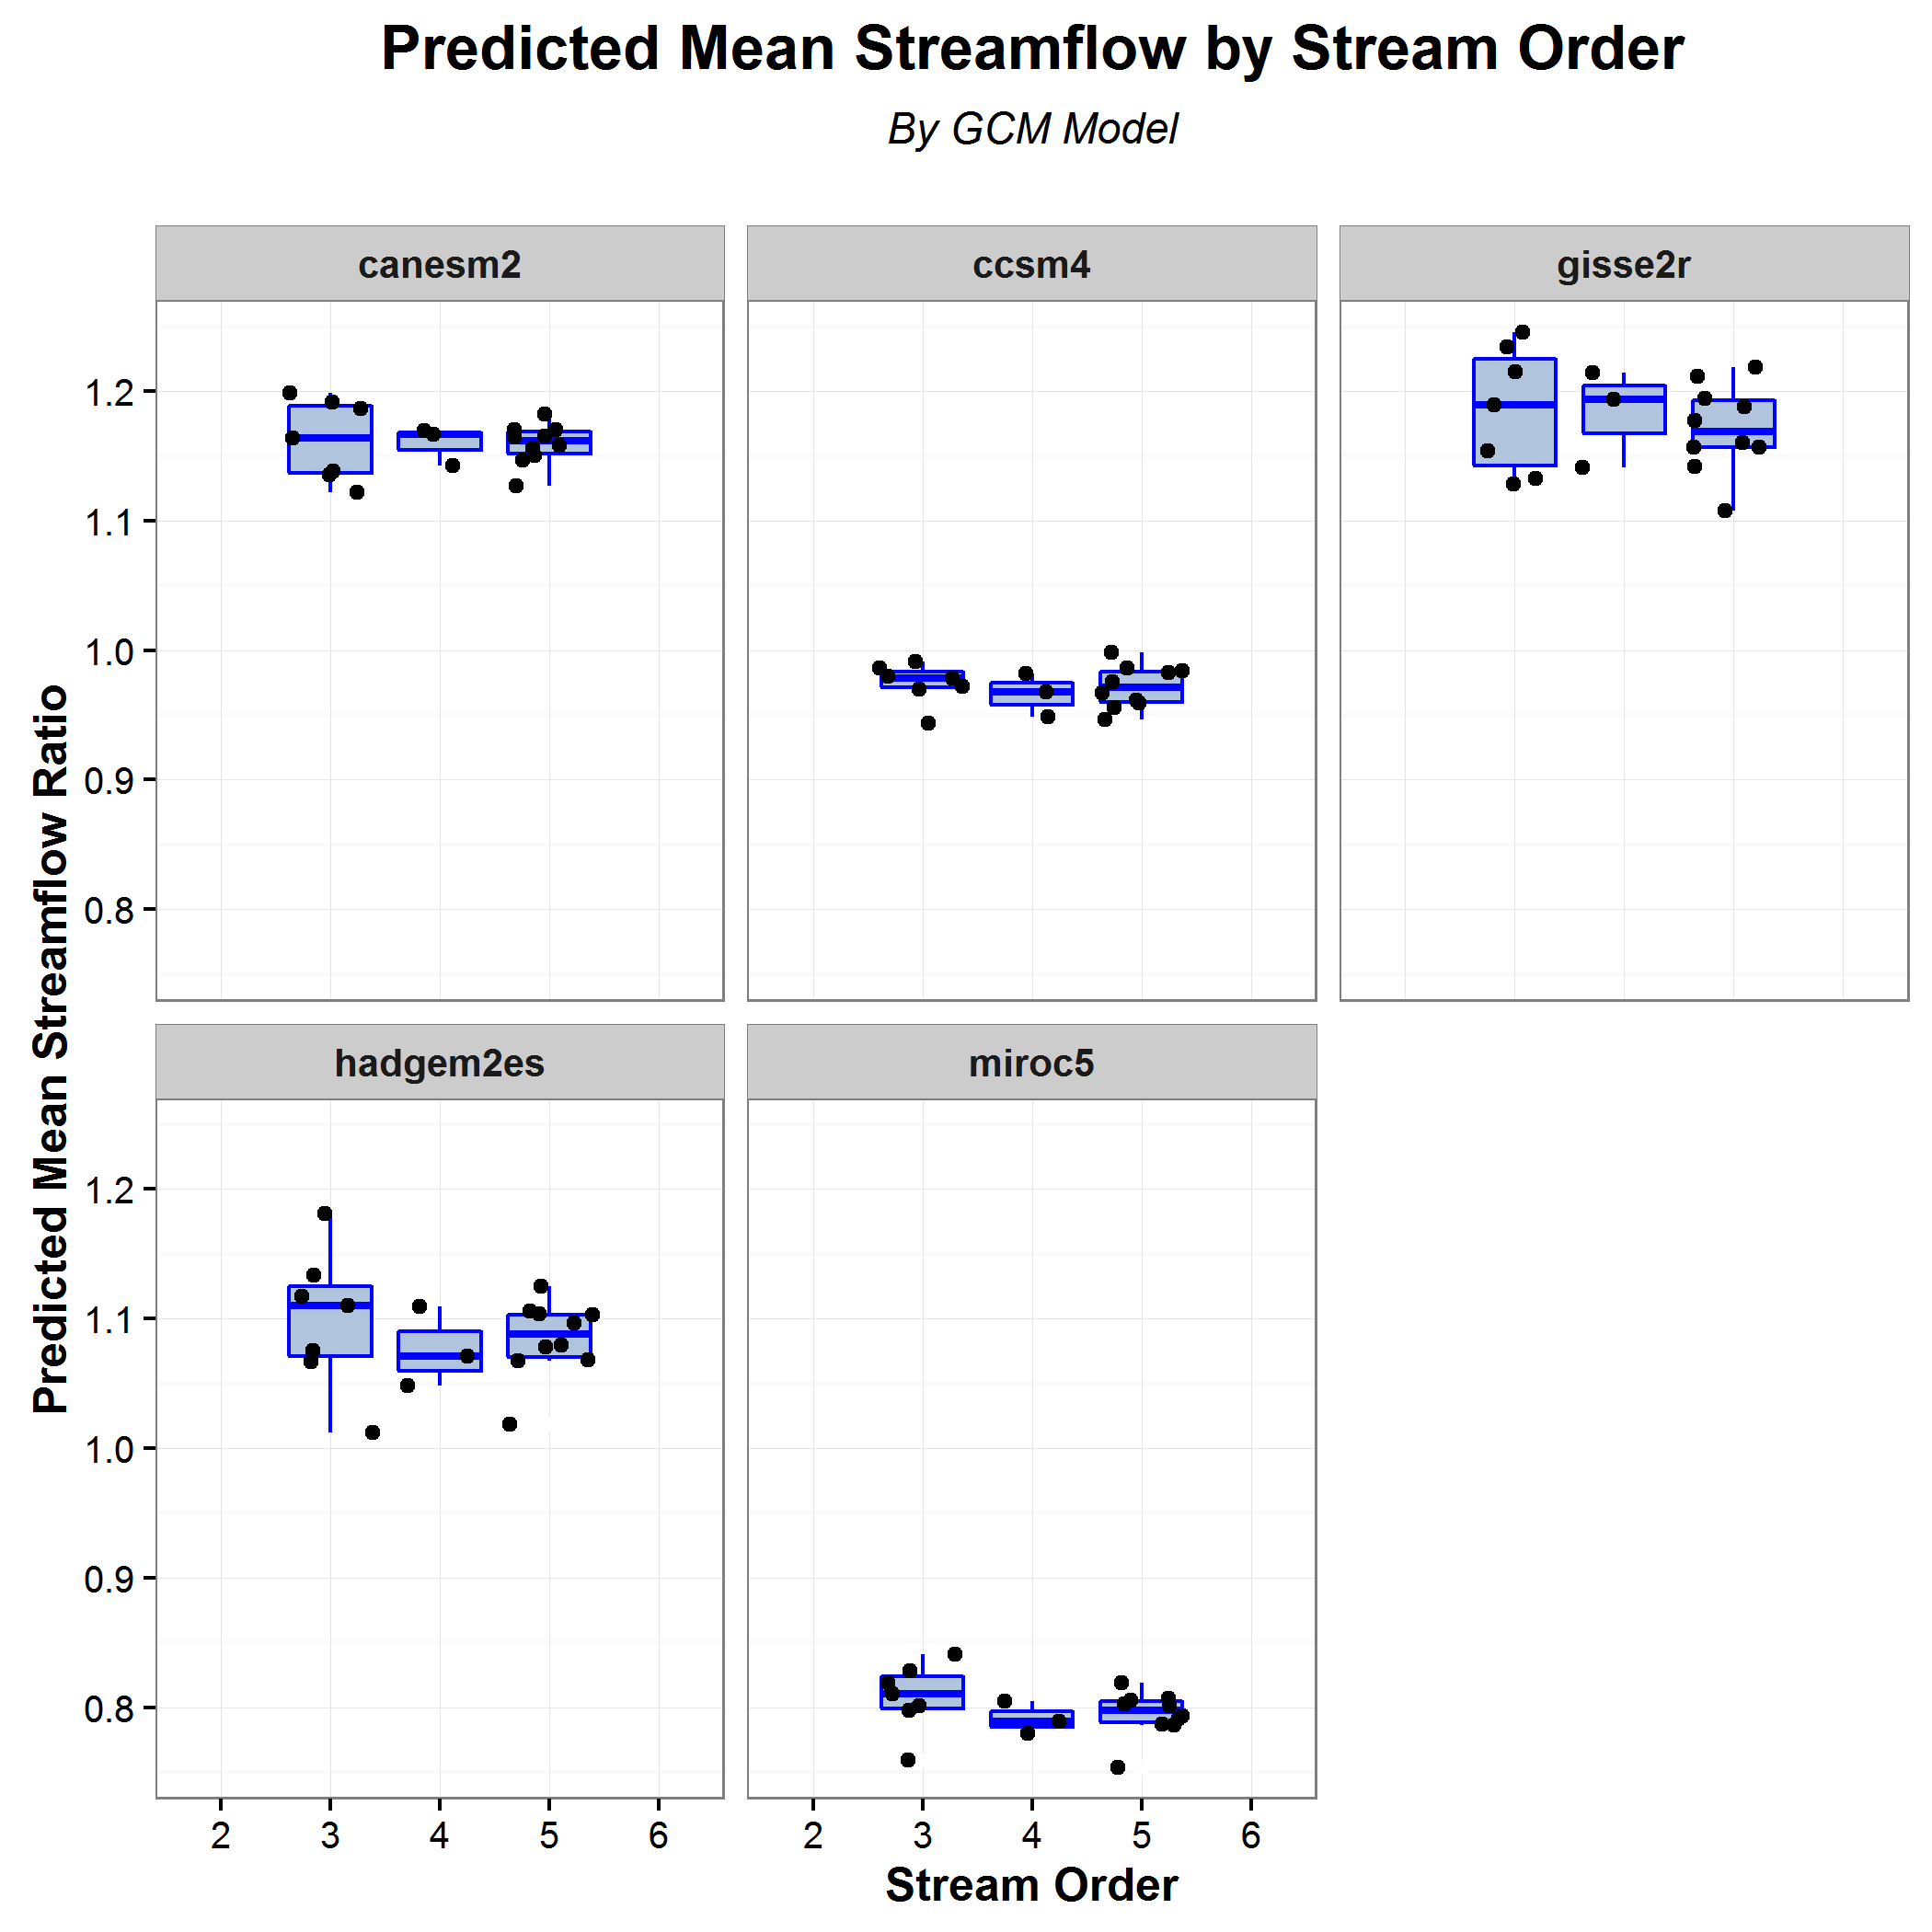 Predicted Mean Streamflow by Stream Order
By GCM Model
canesm2
ccsm4
gisse2r
1.2
1.1
1.0
0.9
0.8
Predicted Mean Streamflow Ratio
hadgem2es
miroc5
1.2
1.1
1.0
0.9
0.8
2 3 4 5 6
2 3 4 5 6
Stream Order